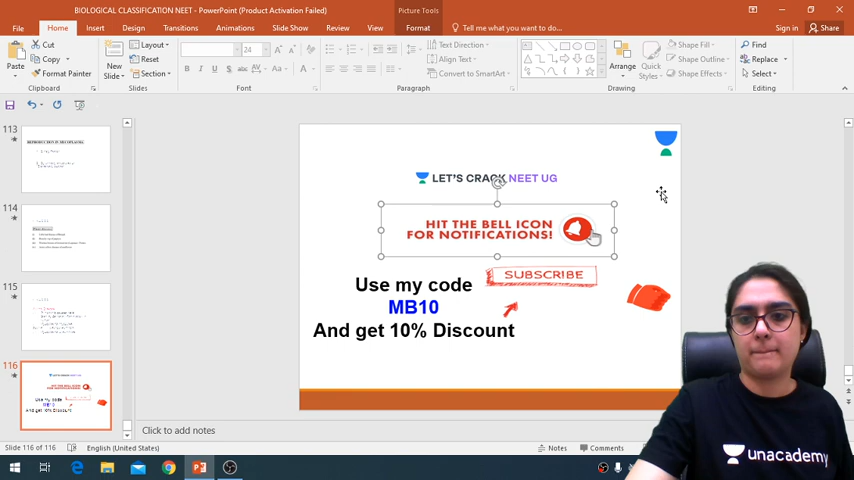 BIOLOGICAL CLASSIFICATION NEET - PowerPoint (Product Activation Failed)
Picture Tools
File
Home
Insert
Design
Transitions
Animations
Slide Show
Review
View
Format
Tell me what you want to do...
Sign in
Share
Paste
Cut
Copy
Format Painter
Clipboard
New
Slide
Layout
Reset
Section
Slides
24
Font
Paragraph
Text Direction
Align Text
Convert to SmartArt
Arrange
Quick
Styles
Drawing
Shape Fill
Shape Outline
Shape Effects
Find
Replace
Select
Editing
113
114
115
116
LET'S CRACK NEET UG
HIT THE BELL ICON
FOR NOTIFICATIONS!
SUBSCRIBE
Use my code
MB10
And get 10% Discount
unacademy
Click to add notes
Slide 116 of 116
English (United States)
Notes
Comments